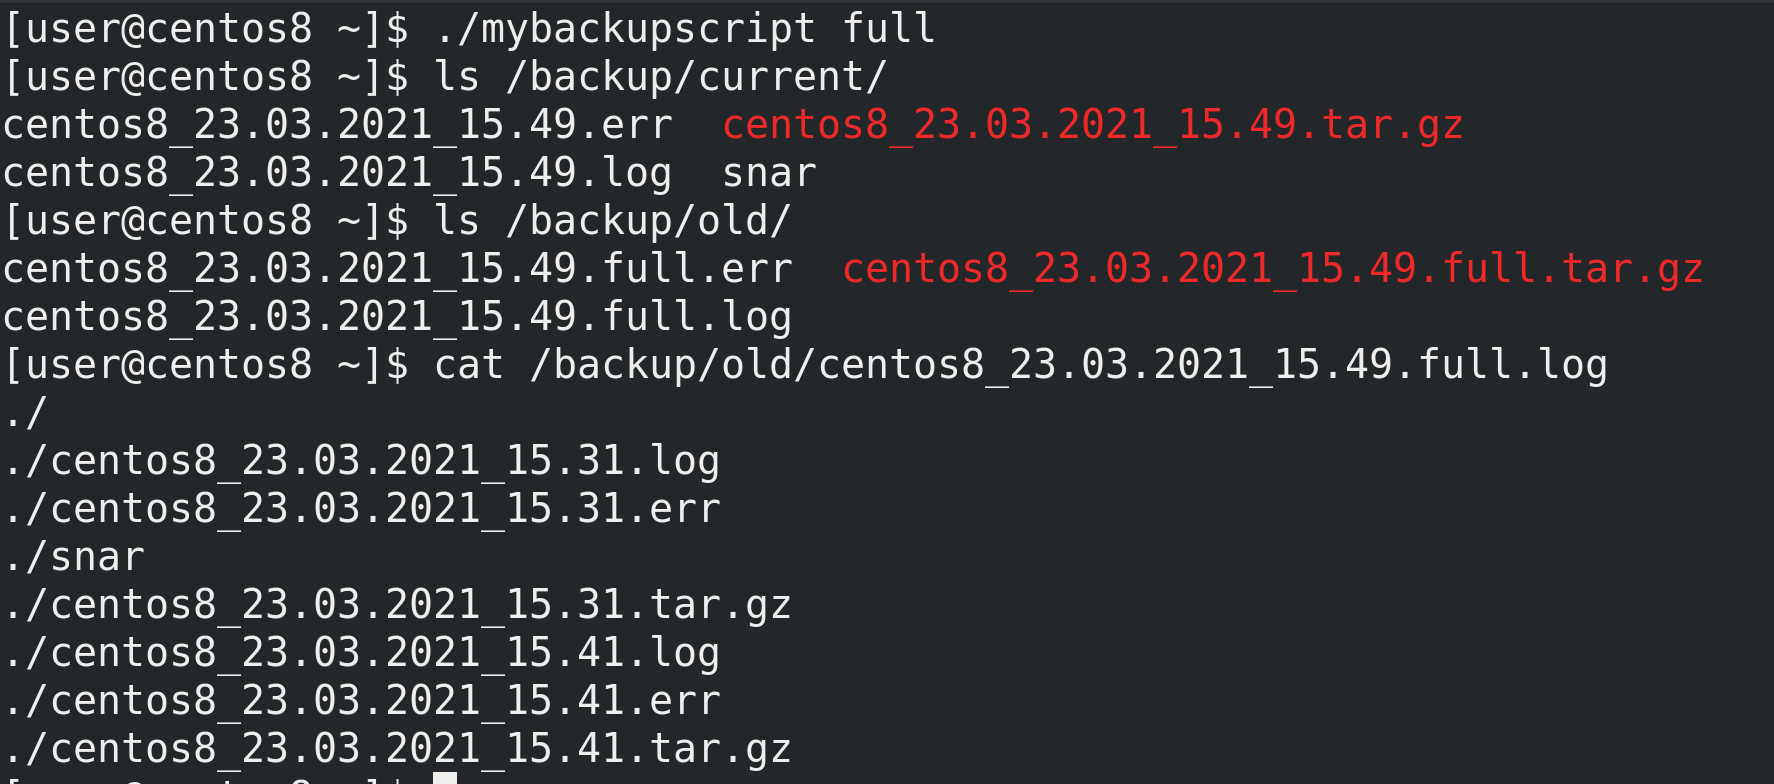 [user@centos8 ~]$ ./mybackupscript full
[user@centos8 ~]$ ls /backup/current/
centos8_23.03.2021_15.49.err  centos8_23.03.2021_15.49.tar.gz
centos8_23.03.2021_15.49.log  snar
[user@centos8 ~]$ ls /backup/old/
centos8_23.03.2021_15.49.full.err  centos8_23.03.2021_15.49.full.tar.gz
centos8_23.03.2021_15.49.full.log
[user@centos8 ~]$ cat /backup/old/centos8_23.03.2021_15.49.full.log
./
./centos8_23.03.2021_15.31.log
./centos8_23.03.2021_15.31.err
./snar
./centos8_23.03.2021_15.31.tar.gz
./centos8_23.03.2021_15.41.log
./centos8_23.03.2021_15.41.err
./centos8_23.03.2021_15.41.tar.gz